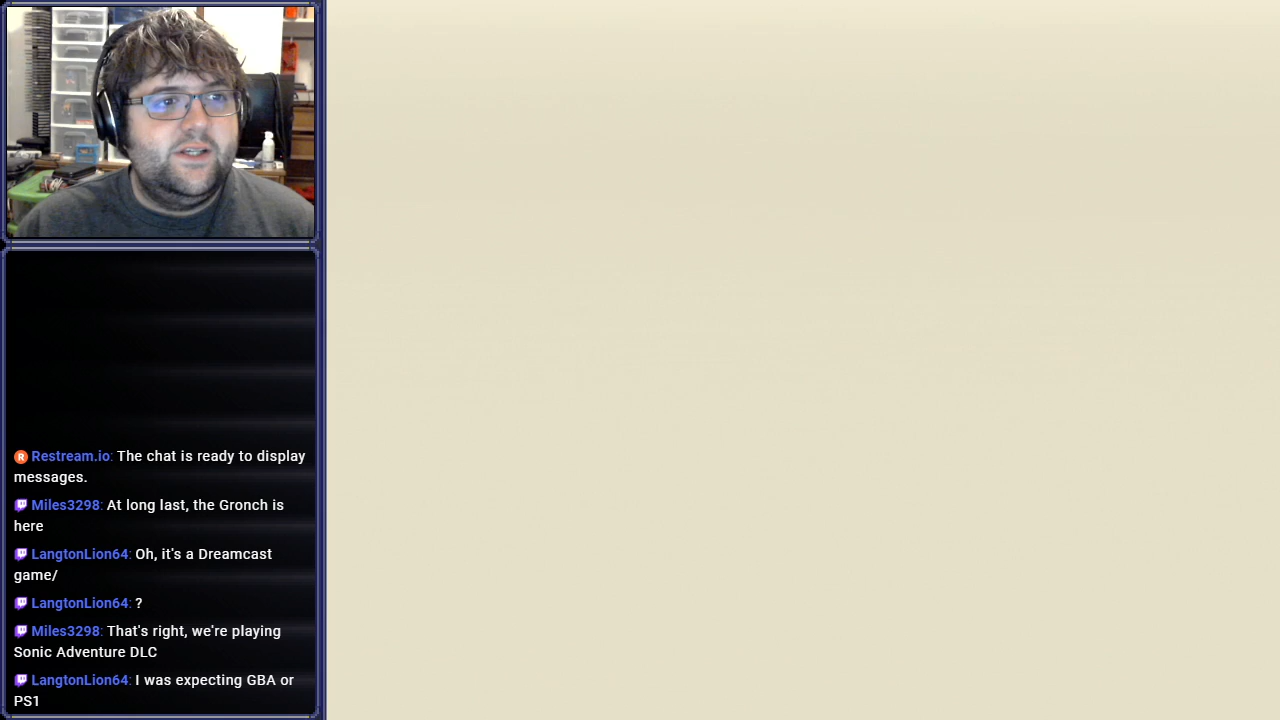 Restream.io: The chat is ready to display
messages.
Miles3298: At long last, the Gronch is
here
LangtonLion64: Oh, it's a Dreamcast
game/
LangtonLion64: ?
Miles3298: That's right, we're playing
Sonic Adventure DLC
LangtonLion64: I was expecting GBA or
PS1